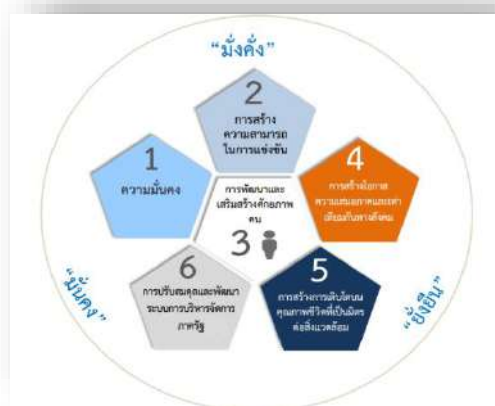 “มั่งคั่ง”
2
การสร้าง
ความสามารถ
ในการแข่งขัน
1
ความมั่นคง
การพัฒนาและ
เสริมสร้างศักยภาพ
คน
3
4
การสร้างโอกาส
ความเสมอภาคและเท่า
เทียมกันทางสังคม
6
การปรับสมดุลและพัฒนา
ระบบการบริหารจัดการ
ภาครัฐ
5
การสร้างการเติบโตบน
คุณภาพชีวิตที่เป็นมิตร
ต่อสิ่งแวดล้อม
“มั่นคง”
“ยั่งยืน”